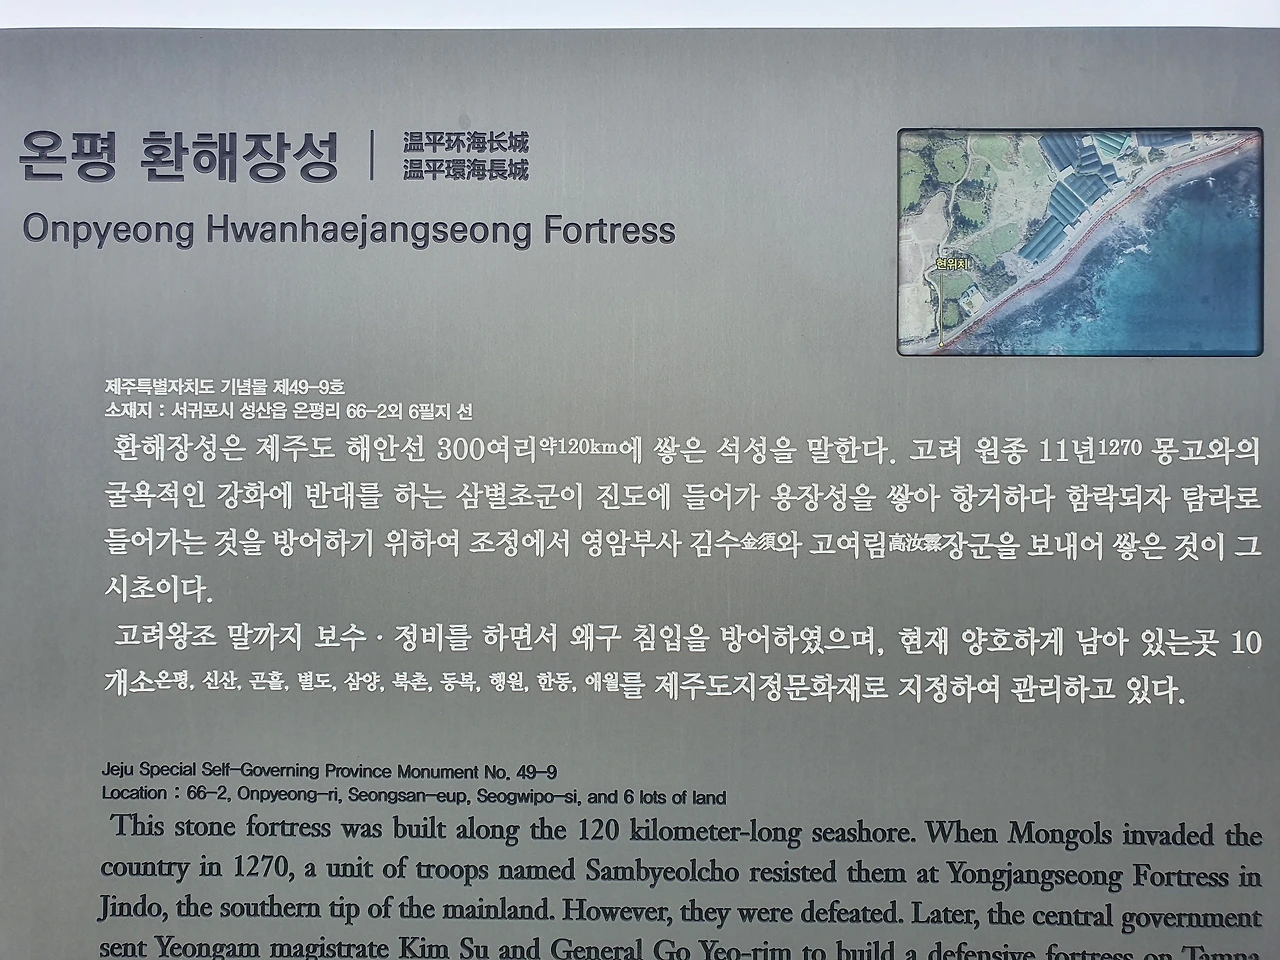 온평 환해장성
温平环海长城
温平環海長城
Onpyeong Hwanhaejangseong Fortress
현위치
제주특별자치도 기념물 제49-9호
소재지 : 서귀포시 성산읍 온평리 66-2외 6필지 선
환해장성은 제주도 해안선 300여리약120km에 쌓은 석성을 말한다. 고려 원종 11년1270 몽고와의
굴욕적인 강화에 반대를 하는 삼별초군이 진도에 들어가 용장성을 쌓아 항거하다 함락되자 탐라로
들어가는 것을 방어하기 위하여 조정에서 영암부사 김수金須와 고여림高汝霖장군을 보내어 쌓은 것이 그
시초이다.
고려왕조 말까지 보수 · 정비를 하면서 왜구 침입을 방어하였으며, 현재 양호하게 남아 있는곳 10
개소온평, 신산, 곤흘, 별도, 삼양, 북촌, 동복, 행원, 한동, 애월를 제주도지정문화재로 지정하여 관리하고 있다.
Jeju Special Self-Governing Province Monument No. 49-9
Location : 66-2, Onpyeong-ri, Seongsan-eup, Seogwipo-si, and 6 lots of land
This stone fortress was built along the 120 kilometer-long seashore. When Mongols invaded the
country in 1270, a unit of troops named Sambyeolcho resisted them at Yongjangseong Fortress in
Jindo, the southern tip of the mainland. However, they were defeated. Later, the central government
sent Yeongam magistrate Kim Su and General Go Yeo-rim to build a defensive fortress on Tamna